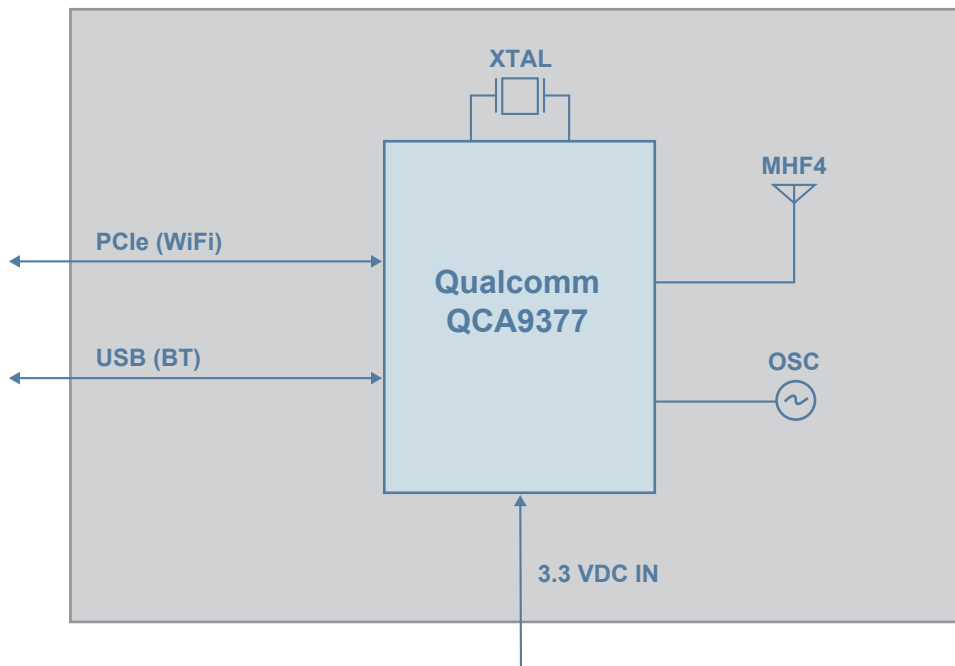 XTAL
MHF4
PCIe (WiFi)
Qualcomm
QCA9377
USB (BT)
OSC
3.3 VDC IN